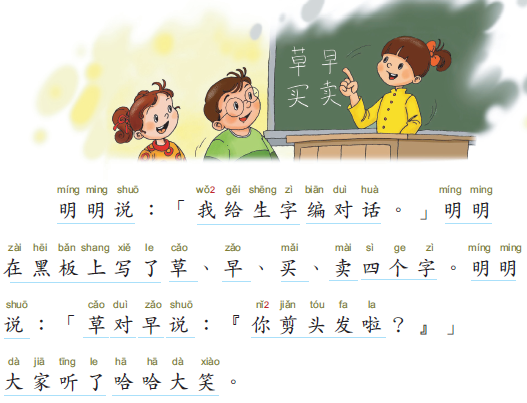 草 早
买 卖
míng ming shuō wǒ2 gěi shēng zì biān duì huà míng ming
明明说：「我给生字编对话。」明明
zài hēi bǎn shang xiě le cǎo zǎo mǎi mài sì ge zì míng ming
在黑板上写了草、早、买、卖四个字。明明
shuō cǎo duì zǎo shuō nǐ2 jiǎn tóu fa la
说：「草对早说：『你剪头发啦？』」
dà jiā tīng le hā hā dà xiào
大家听了哈哈大笑。